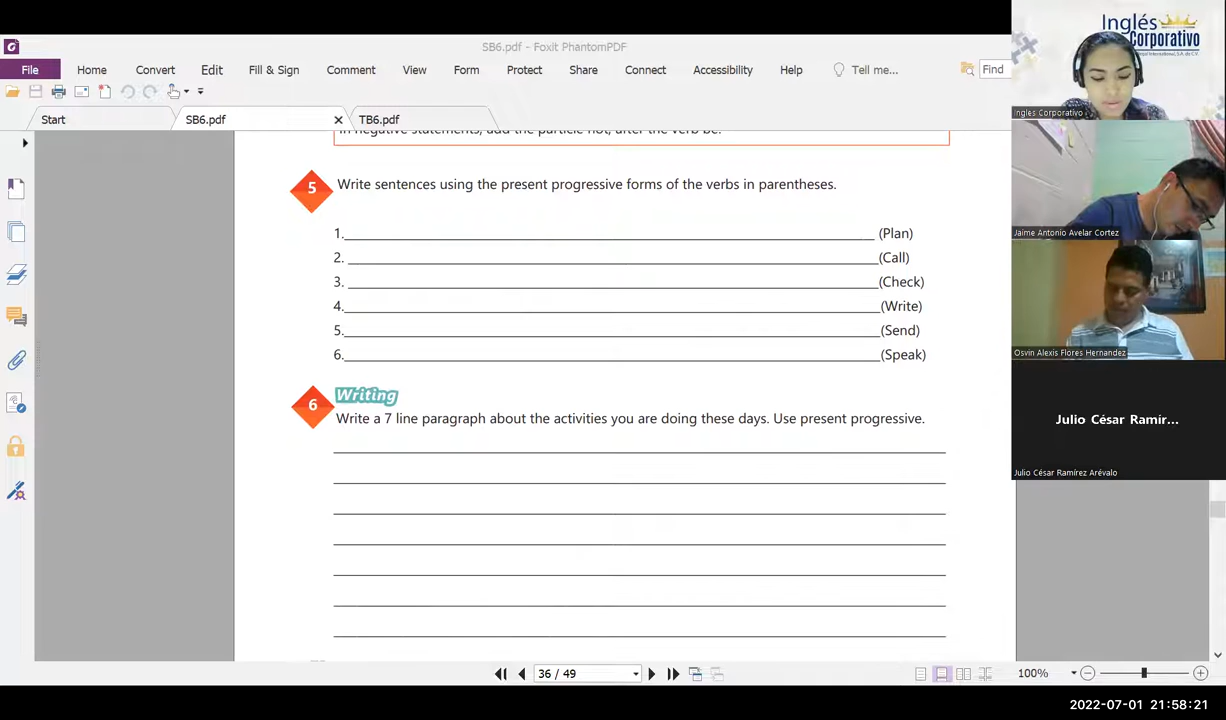 SB6.pdf - Foxit PhantomPDF
File Home Convert Edit Fill & Sign Comment View Form Protect Share Connect Accessibility Help Tell me... Find
Start SB6.pdf TB6.pdf
In negative statements, add the particle not, after the verb be.
5 Write sentences using the present progressive forms of the verbs in parentheses.
1. (Plan)
2. (Call)
3. (Check)
4. (Write)
5. (Send)
6. (Speak)
Writing
6 Write a 7 line paragraph about the activities you are doing these days. Use present progressive.
36 / 49
100%
Inglés
Corporativo
Ingles Corporativo
Jaime Antonio Avelar Cortez
Osvin Alexis Flores Hernandez
Julio César Ramír...
Julio César Ramírez Arévalo
2022-07-01 21:58:21